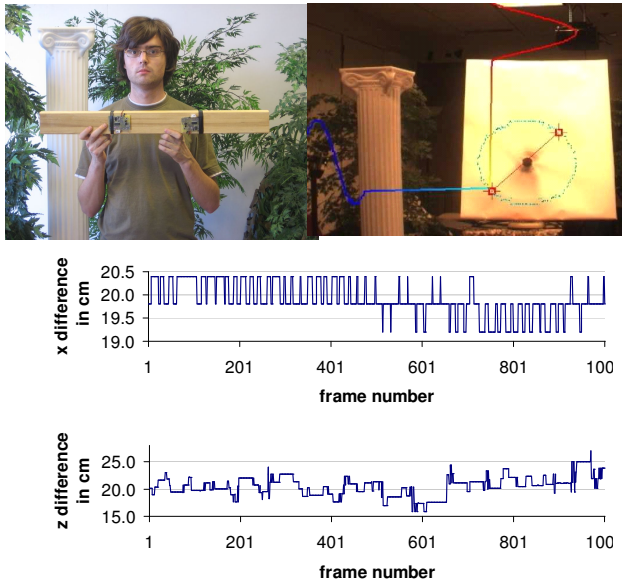 x difference
in cm
20.5
20.0
19.5
19.0
1 201 401 601 801 100
frame number
z difference
in cm
25.0
20.0
15.0
1 201 401 601 801 100
frame number